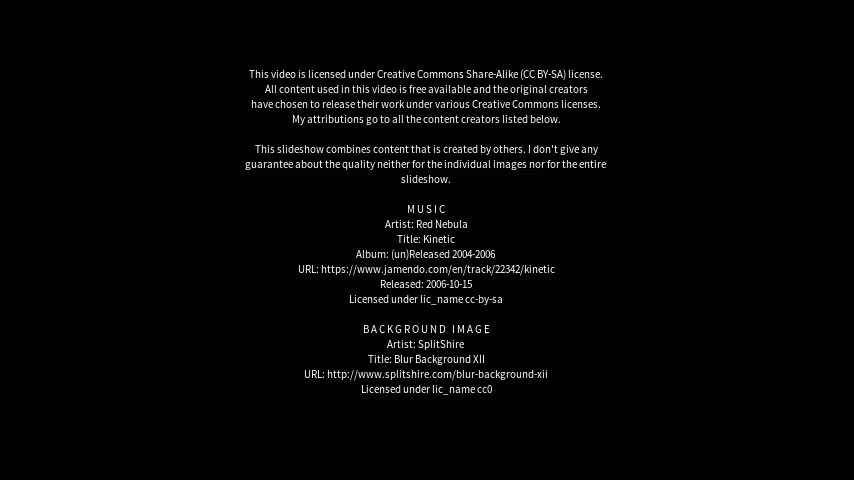 This video is licensed under Creative Commons Share-Alike (CC BY-SA) license.
All content used in this video is free available and the original creators
have chosen to release their work under various Creative Commons licenses.
My attributions go to all the content creators listed below.
This slideshow combines content that is created by others. I don't give any
guarantee about the quality neither for the individual images nor for the entire
slideshow.
MUSIC
Artist: Red Nebula
Title: Kinetic
Album: (un)Released 2004-2006
URL: https://www.jamendo.com/en/track/22342/kinetic
Released: 2006-10-15
Licensed under lic_name cc-by-sa
BACKGROUND IMAGE
Artist: SplitShire
Title: Blur Background XII
URL: http://www.splitshire.com/blur-background-xii
Licensed under lic_name cc0